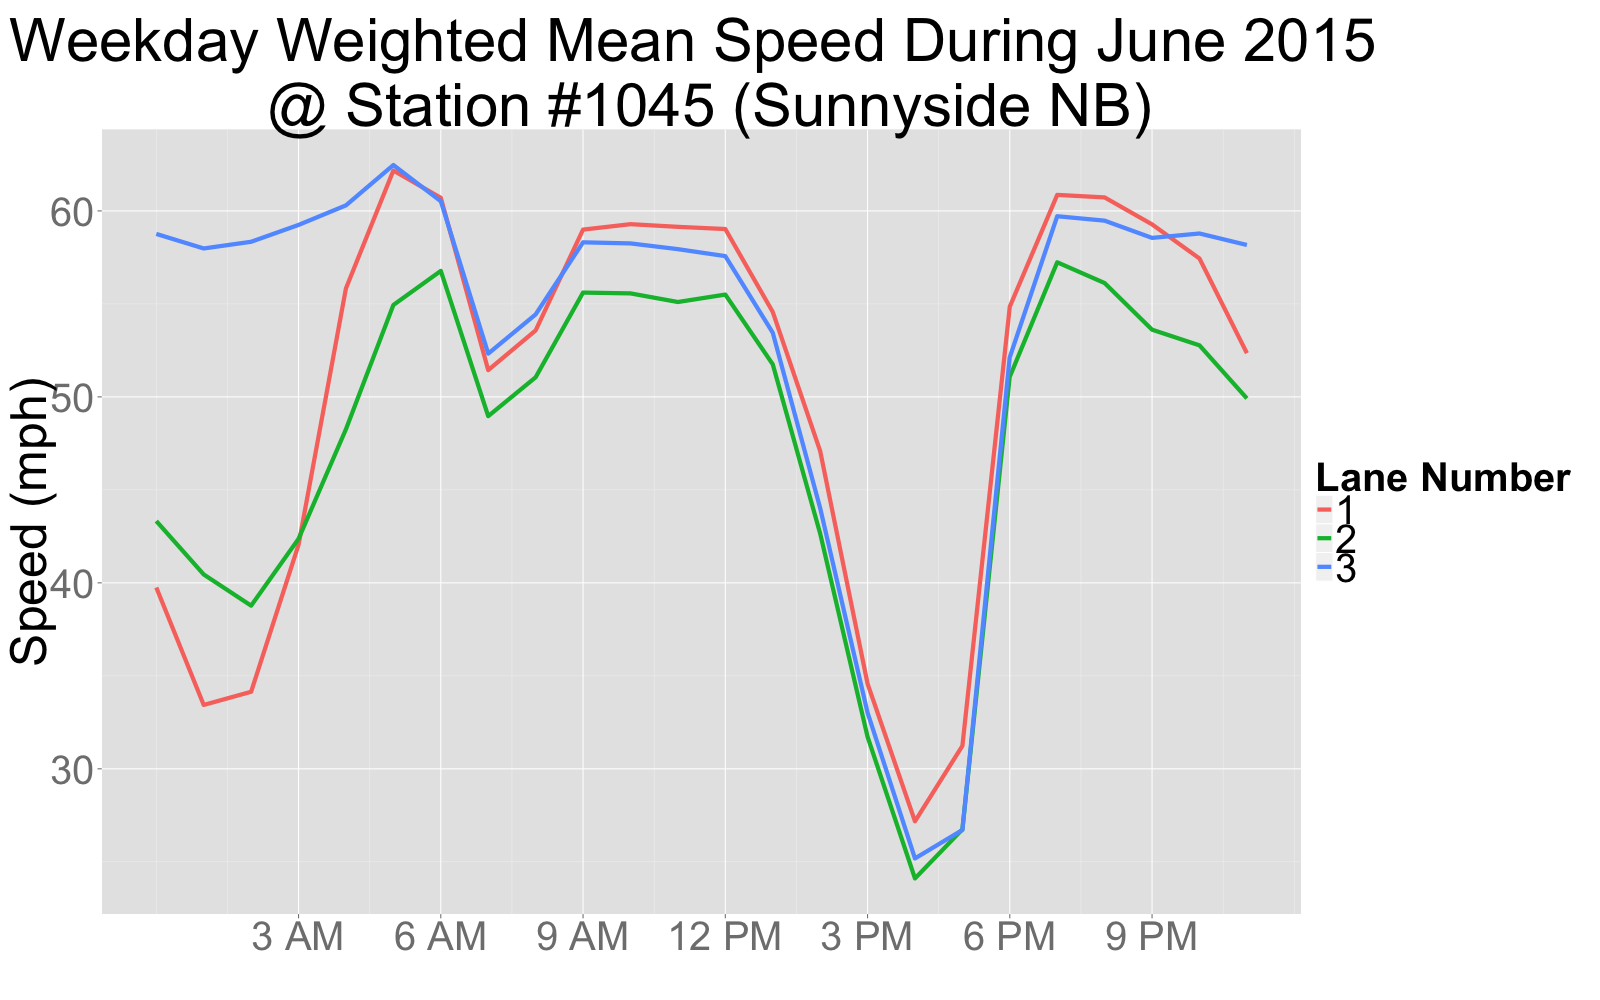 Weekday Weighted Mean Speed During June 2015
@ Station #1045 (Sunnyside NB)
Speed (mph)
60
50
40
30
3 AM 6 AM 9 AM 12 PM 3 PM 6 PM 9 PM
Lane Number
1
2
3